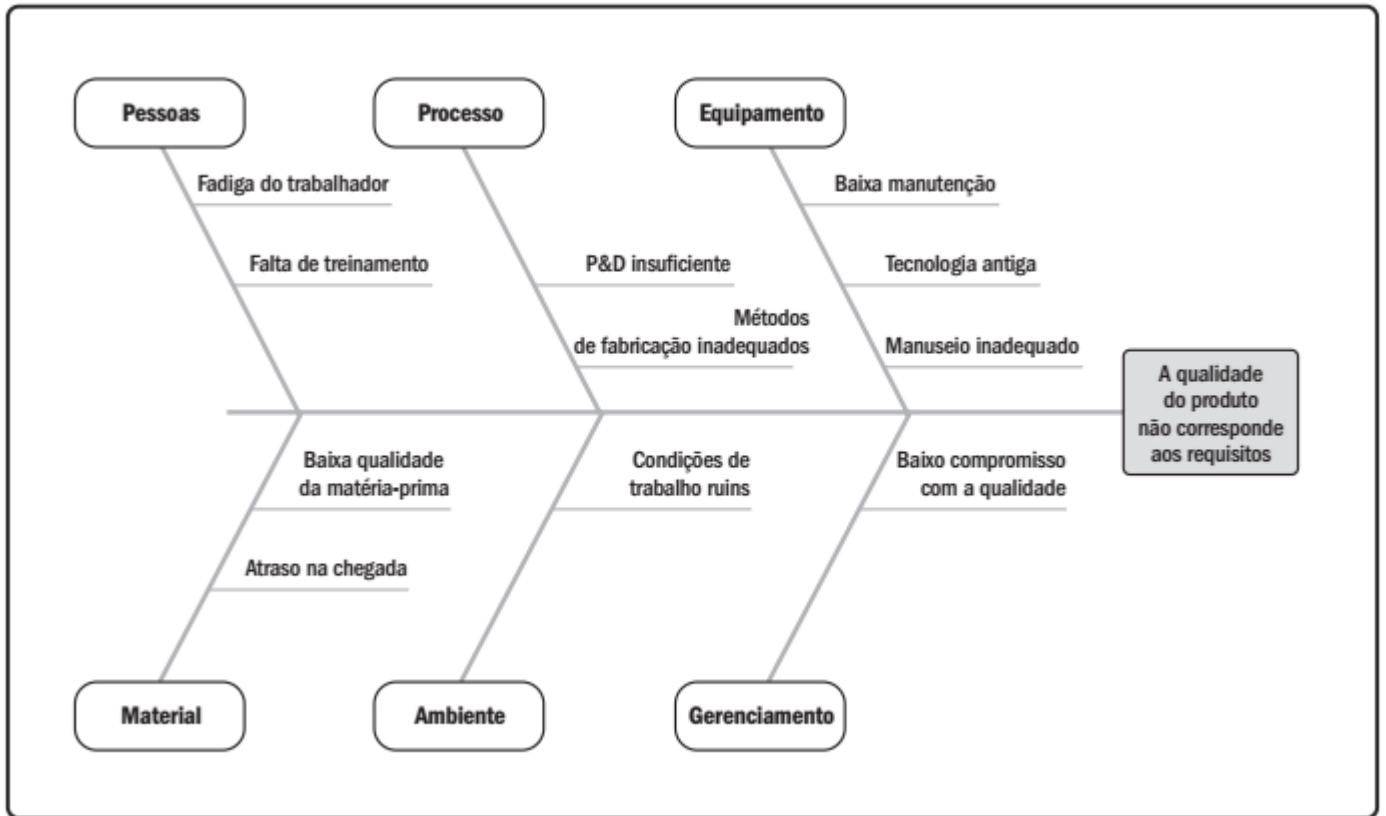 Pessoas
Processo
Equipamento
Fadiga do trabalhador
Baixa manutenção
Falta de treinamento
P&D insuficiente
Tecnologia antiga
Métodos
de fabricação inadequados
Manuseio inadequado
A qualidade
do produto
não corresponde
aos requisitos
Baixa qualidade
da matéria-prima
Condições de
trabalho ruins
Baixo compromisso
com a qualidade
Atraso na chegada
Material
Ambiente
Gerenciamento